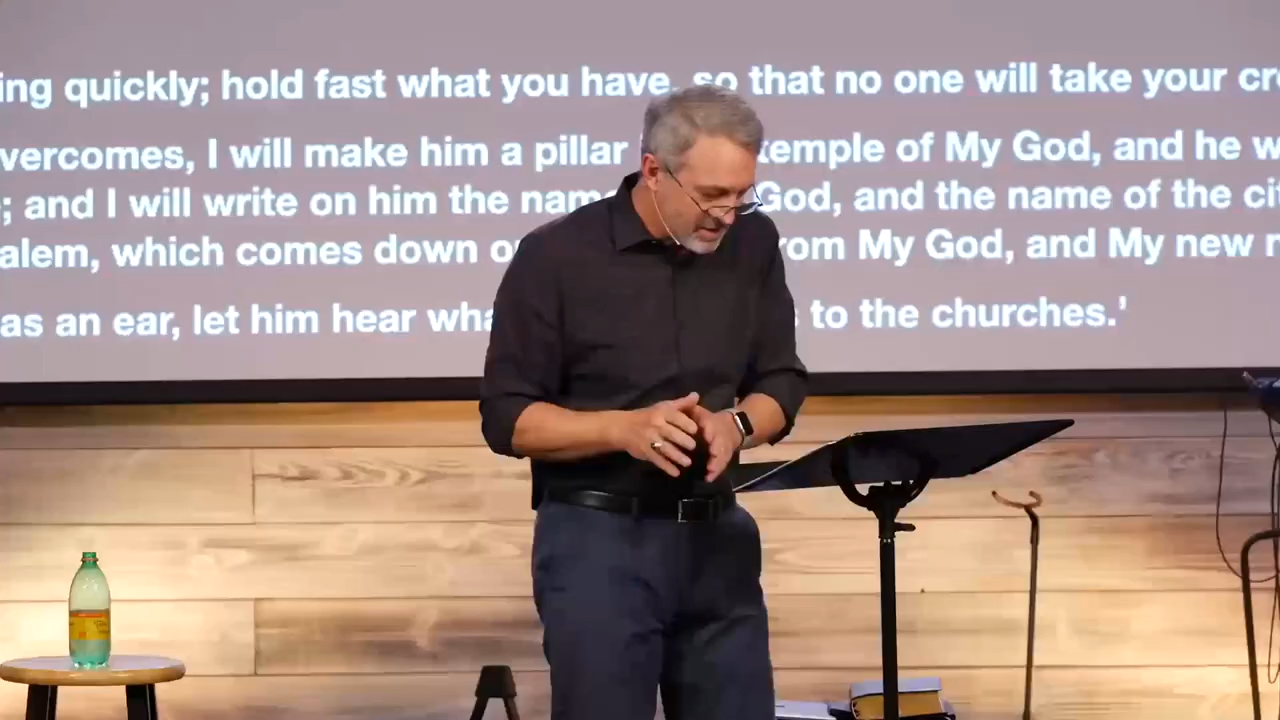 ing quickly; hold fast what you have, so that no one will take your cr
vercomes, I will make him a pillar temple of My God, and he w
; and I will write on him the name God, and the name of the ci
alem, which comes down o rom My God, and My new n
as an ear, let him hear wha s to the churches.'